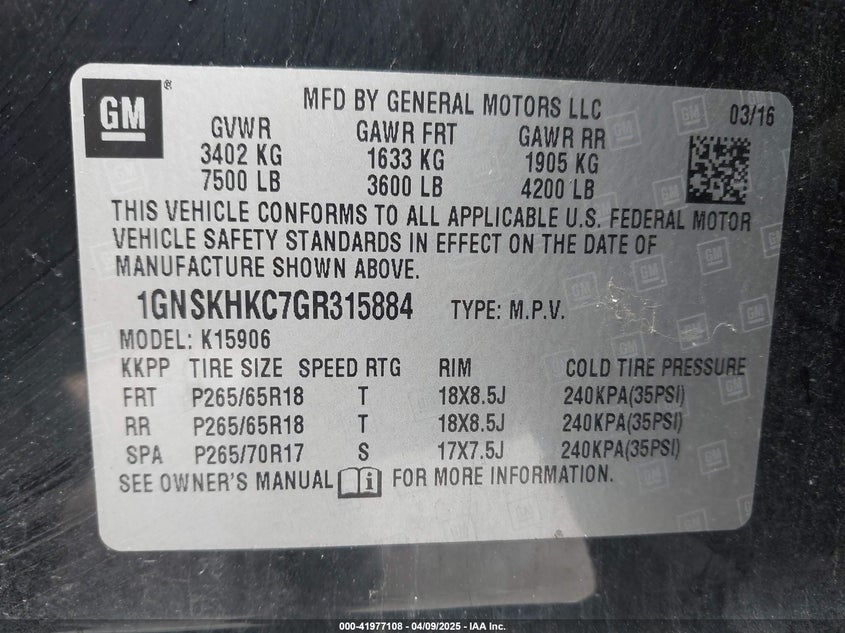 GM ®
MFD BY GENERAL MOTORS LLC 03/16
GVWR GAWR FRT GAWR RR
3402 KG 1633 KG 1905 KG
7500 LB 3600 LB 4200 LB
THIS VEHICLE CONFORMS TO ALL APPLICABLE U.S. FEDERAL MOTOR
VEHICLE SAFETY STANDARDS IN EFFECT ON THE DATE OF
MANUFACTURE SHOWN ABOVE.
1GNSKHKC7GR315884 TYPE: M.P.V.
MODEL: K15906
KKPP TIRE SIZE SPEED RTG RIM COLD TIRE PRESSURE
FRT P265/65R18 T 18X8.5J 240KPA(35PSI)
RR P265/65R18 T 18X8.5J 240KPA(35PSI)
SPA P265/70R17 S 17X7.5J 240KPA(35PSI)
SEE OWNER'S MANUAL i FOR MORE INFORMATION.
000-41977108 - 04/09/2025 - IAA Inc.